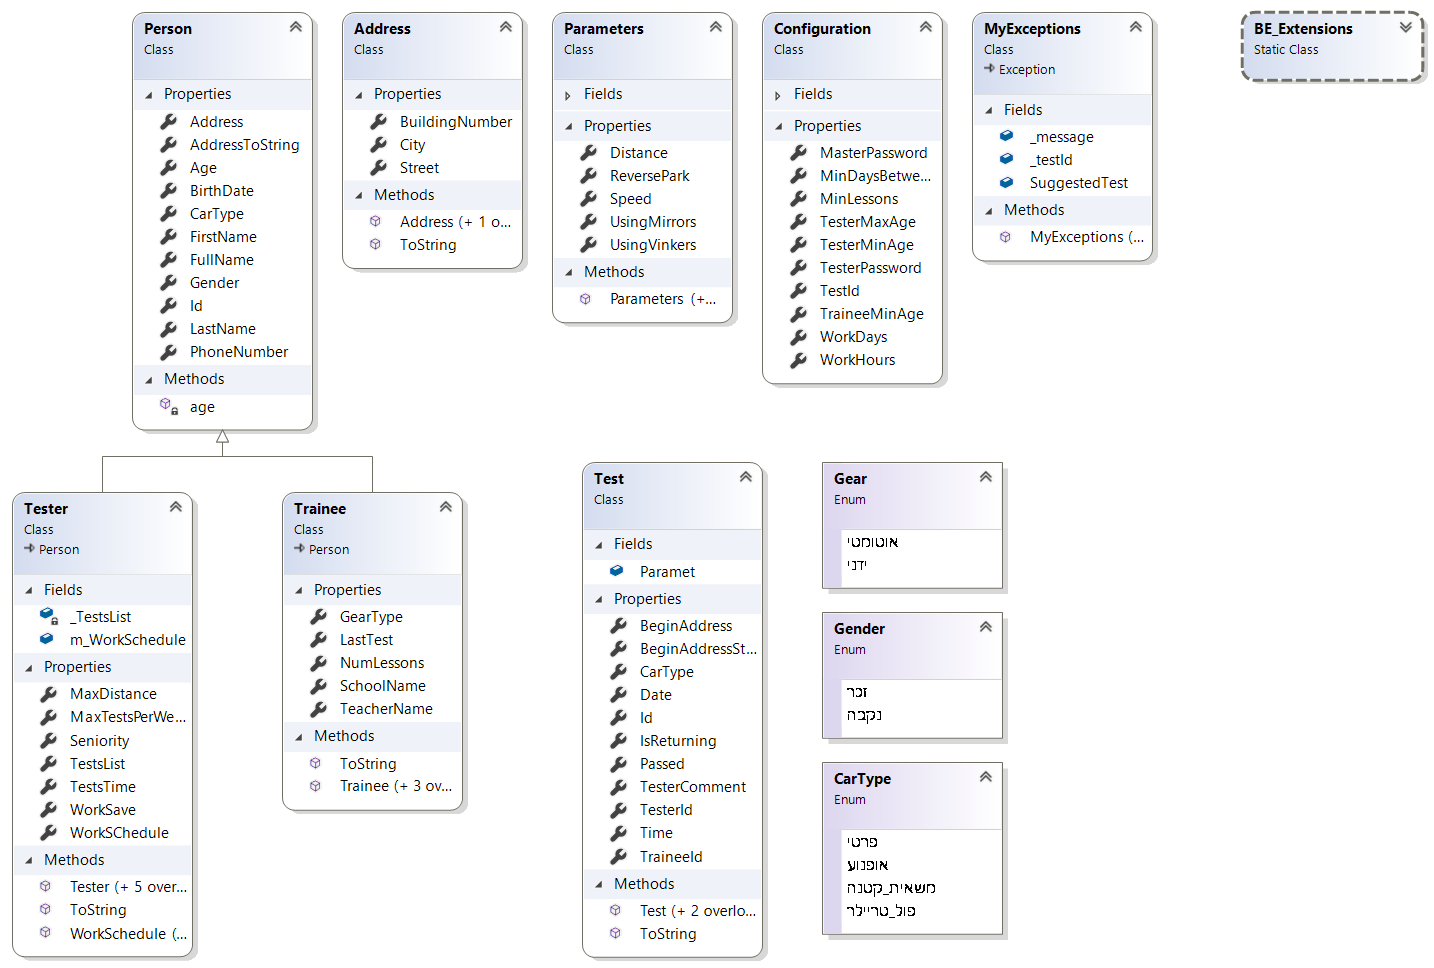 Person
Class
Properties
Address
AddressToString
Age
BirthDate
CarType
FirstName
FullName
Gender
Id
LastName
PhoneNumber
Methods
age
Address
Class
Properties
BuildingNumber
City
Street
Methods
Address (+ 1 o...
ToString
Parameters
Class
Fields
Properties
Distance
ReversePark
Speed
UsingMirrors
UsingVinkers
Methods
Parameters (+...
Configuration
Class
Fields
Properties
MasterPassword
MinDaysBetwe...
MinLessons
TesterMaxAge
TesterMinAge
TesterPassword
TestId
TraineeMinAge
WorkDays
WorkHours
MyExceptions
Class
Exception
Fields
_message
_testId
SuggestedTest
Methods
MyExceptions (...
BE_Extensions
Static Class
Tester
Class
Person
Fields
_TestsList
m_WorkSchedule
Properties
MaxDistance
MaxTestsPerWe...
Seniority
TestsList
TestsTime
WorkSave
WorkSChedule
Methods
Tester (+ 5 over...
ToString
WorkSchedule (...
Trainee
Class
Person
Properties
GearType
LastTest
NumLessons
SchoolName
TeacherName
Methods
ToString
Trainee (+ 3 ov...
Test
Class
Fields
Paramet
Properties
BeginAddress
BeginAddressSt...
CarType
Date
Id
IsReturning
Passed
TesterComment
TesterId
Time
TraineeId
Methods
Test (+ 2 overlo...
ToString
Gear
Enum
אוטומטי
ידני
Gender
Enum
זכר
נקבה
CarType
Enum
פרטי
אופנוע
משאית_קטנה
פול_טריילר